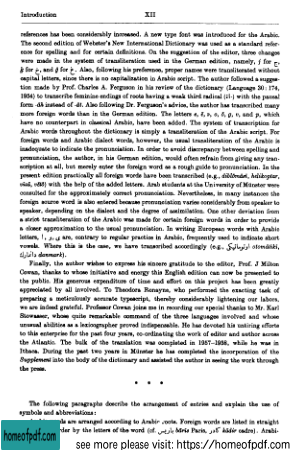 Introduction XII
references has been considerably increased. A new type font was introduced for the Arabic.
The second edition of Webster's New International Dictionary was used as a standard refer-
ence for spelling and for certain definitions. On the suggestion of the editor, three changes
were made in the system of transliteration used in the German edition, namely, j for ج,
ḵ for خ, and ḡ for غ. Also, following his preference, proper names were transliterated without
capital letters, since there is no capitalization in Arabic script. The author followed a sugges-
tion made by Prof. Charles A. Ferguson in his review of the dictionary (Language 30: 174,
1954) to transcribe feminine endings of roots having a weak third radical with the pausal
form -āh instead of -āt. Also following Dr. Ferguson's advice, the author has transcribed many
more foreign words than in the German edition. The letters e, ē, o, ō, g, v, and p, which
have no counterpart in classical Arabic, have been added. The system of transcription for
Arabic words throughout the dictionary is simply a transliteration of the Arabic script. For
foreign words and Arabic dialect words, however, the usual transliteration of the Arabic is
inadequate to indicate the pronunciation. In order to avoid discrepancy between spelling and
pronunciation, the author, in his German edition, would often refrain from giving any tran-
scription at all, but merely enter the foreign word as a rough guide to pronunciation. In the
present edition practically all foreign words have been transcribed (e.g., helikoptar,
with the help of the added letters. Arab students at the University of Münster were
consulted for the approximately correct pronunciation. Nevertheless, in many instances the
foreign source word is also entered because pronunciation varies considerably from speaker to
speaker, depending on the dialect and the degree of assimilation. One other deviation from
a strict transliteration of the Arabic was made for certain foreign words in order to provide
a closer approximation to the usual pronunciation. In writing European words with Arabic
letters, ا, و, ي are, contrary to regular practice in Arabic, frequently used to indicate short
vowels. Where this is the case, we have transcribed accordingly (e.g., اوتوماتيكي otomātīkī,
دانمارك danmark).
Finally, the author wishes to express his sincere gratitude to the editor, Prof. J Milton
Cowan, thanks to whose initiative and energy this English edition can now be presented to
the public. His generous expenditure of time and effort on this project has been greatly
appreciated by all involved. To Theodora Ronayne, who performed the exacting task of
preparing a meticulously accurate typescript, thereby considerably lightening our labors,
we are indebted grateful. Professor Cowan joins me in recording our special thanks to Mr. Karl
Stowasser, whose quite remarkable command of the three languages involved and whose
unusual abilities as a lexicographer proved indispensable. He has devoted his untiring efforts
to this enterprise for the past four years, co-ordinating the work of editor and author across
the Atlantic. The bulk of the translation was completed in 1957–1958, while he was in
Ithaca. During the past two years in Münster he has completed the incorporation of the
Supplement into the body of the dictionary and assisted the author in seeing the work through
the press.
* * *
The following paragraphs describe the arrangement of entries and explain the use of
symbols and abbreviations:
words are arranged according to Arabic roots. Foreign words are listed in straight
order by the letters of the word (cf. باريس bārīs Paris, كادر kādir cadre). Arabi-
homeofpdf.com
see more please visit: https://homeofpdf.com